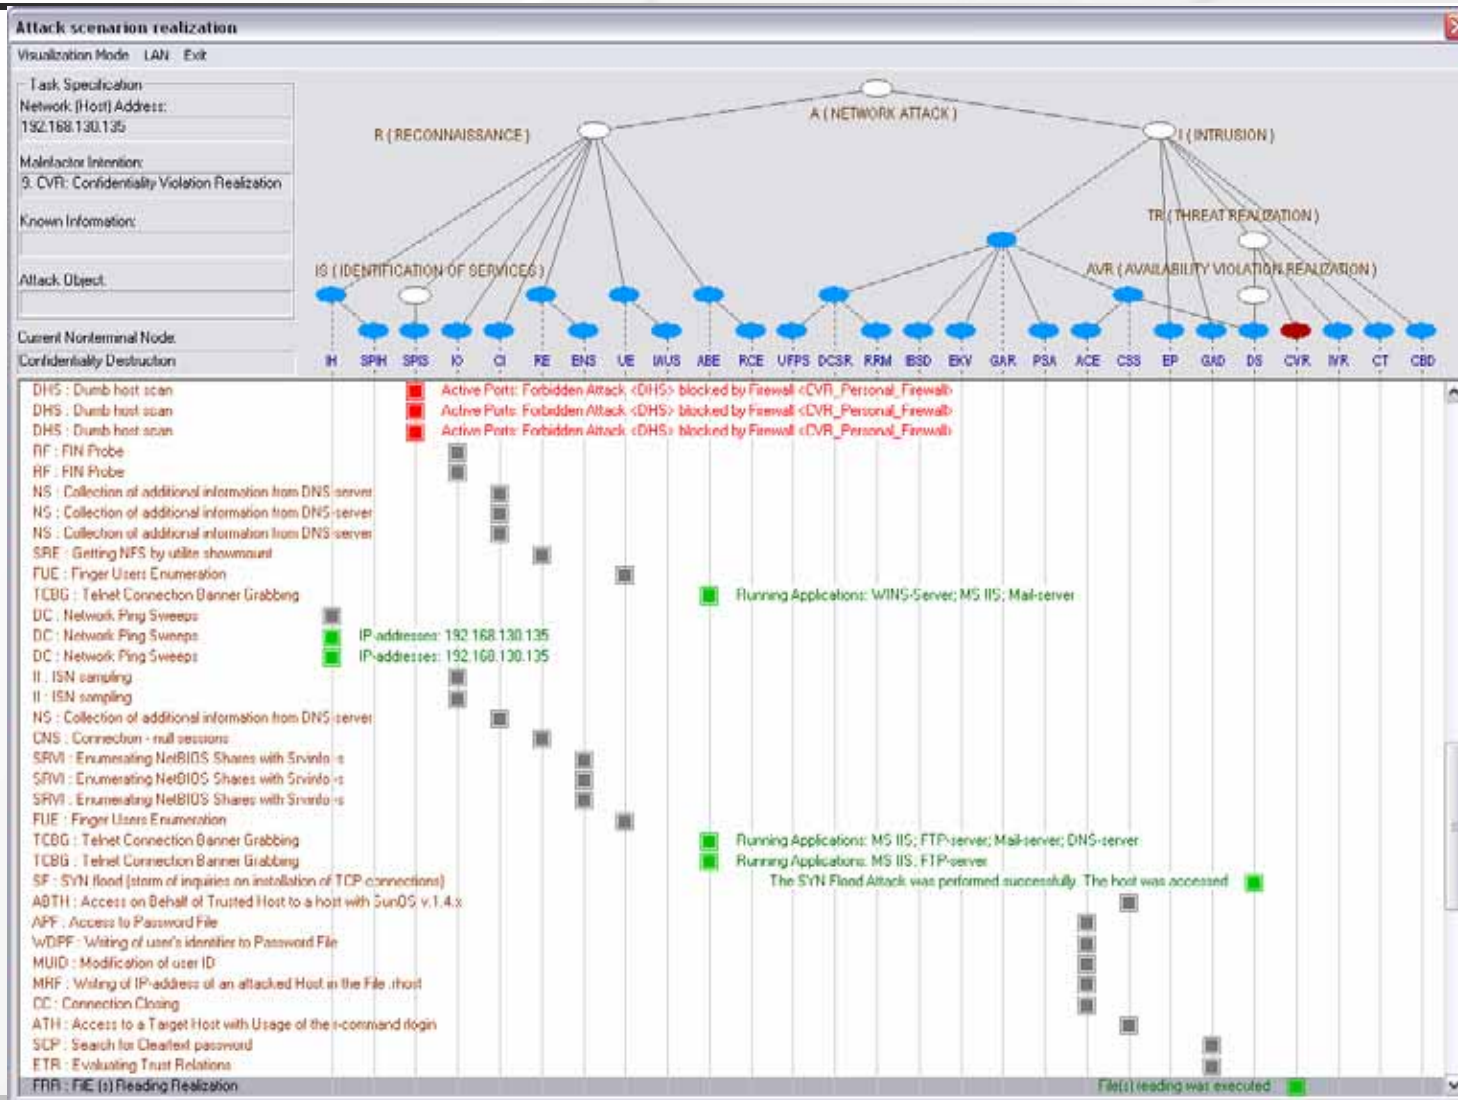 Attack scenarion realization
Visualization Mode LAN Exit
Task Specification
Network (Host) Address:
192.168.130.135
Malefactor Intention:
9. CVR: Confidentiality Violation Realization
Known Information:
Attack Object:
Current Nonterminal Node:
Confidentiality Destruction
A ( NETWORK ATTACK )
R ( RECONNAISSANCE )
I ( INTRUSION )
TR ( THREAT REALIZATION )
IS ( IDENTIFICATION OF SERVICES )
AVR ( AVAILABILITY VIOLATION REALIZATION )
IH SPIH SPIS IO CI RE ENS UE IAUS ABE RCE UFPS DCSR RRM IBSD EKV GAR PSA ACE CSS EP GAD DS CVR IVR CT CBD
DHS : Dumb host scan Active Ports: Forbidden Attack <DHS> blocked by Firewall <CVR_Personal_Firewall>
DHS : Dumb host scan Active Ports: Forbidden Attack <DHS> blocked by Firewall <CVR_Personal_Firewall>
DHS : Dumb host scan Active Ports: Forbidden Attack <DHS> blocked by Firewall <CVR_Personal_Firewall>
RF : FIN Probe
RF : FIN Probe
NS : Collection of additional information from DNS-server
NS : Collection of additional information from DNS-server
NS : Collection of additional information from DNS-server
SRE : Getting NFS by utilite showmount
FUE : Finger Users Enumeration
TCBG : Telnet Connection Banner Grabbing Running Applications: WINS-Server; MS IIS; Mail-server
DC : Network Ping Sweeps
DC : Network Ping Sweeps IP-addresses: 192.168.130.135
DC : Network Ping Sweeps IP-addresses: 192.168.130.135
II : ISN sampling
II : ISN sampling
NS : Collection of additional information from DNS-server
CNS : Connection - null sessions
SRVI : Enumerating NetBIOS Shares with Srvinfo -s
SRVI : Enumerating NetBIOS Shares with Srvinfo -s
SRVI : Enumerating NetBIOS Shares with Srvinfo -s
FUE : Finger Users Enumeration
TCBG : Telnet Connection Banner Grabbing Running Applications: MS IIS; FTP-server; Mail-server; DNS-server
TCBG : Telnet Connection Banner Grabbing Running Applications: MS IIS; FTP-server
SF : SYN flood (storm of inquiries on installation of TCP connections) The SYN Flood Attack was performed successfully. The host was accessed
ABTH : Access on Behalf of Trusted Host to a host with SunOS v.1.4.x
APF : Access to Password File
WDPF : Writing of user's identifier to Password File
MUID : Modification of user ID
MRF : Writing of IP-address of an attacked Host in the File .rhost
CC : Connection Closing
ATH : Access to a Target Host with Usage of the r-command rlogin
SCP : Search for Cleartext password
ETR : Evaluating Trust Relations
FRR : FilE (s) Reading Realization File(s) reading was executed